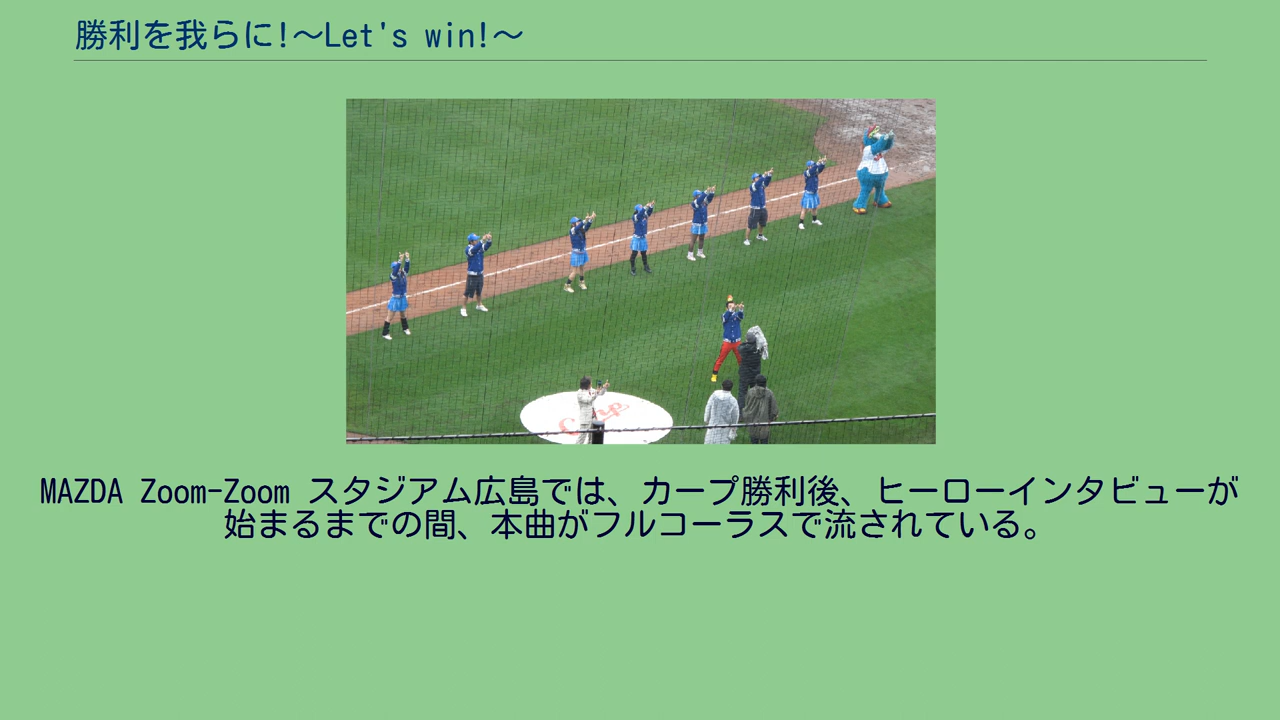 勝利を我らに!～Let's win!～
Carp
MAZDA Zoom-Zoom スタジアム広島では、カープ勝利後、ヒーローインタビューが
始まるまでの間、本曲がフルコーラスで流されている。